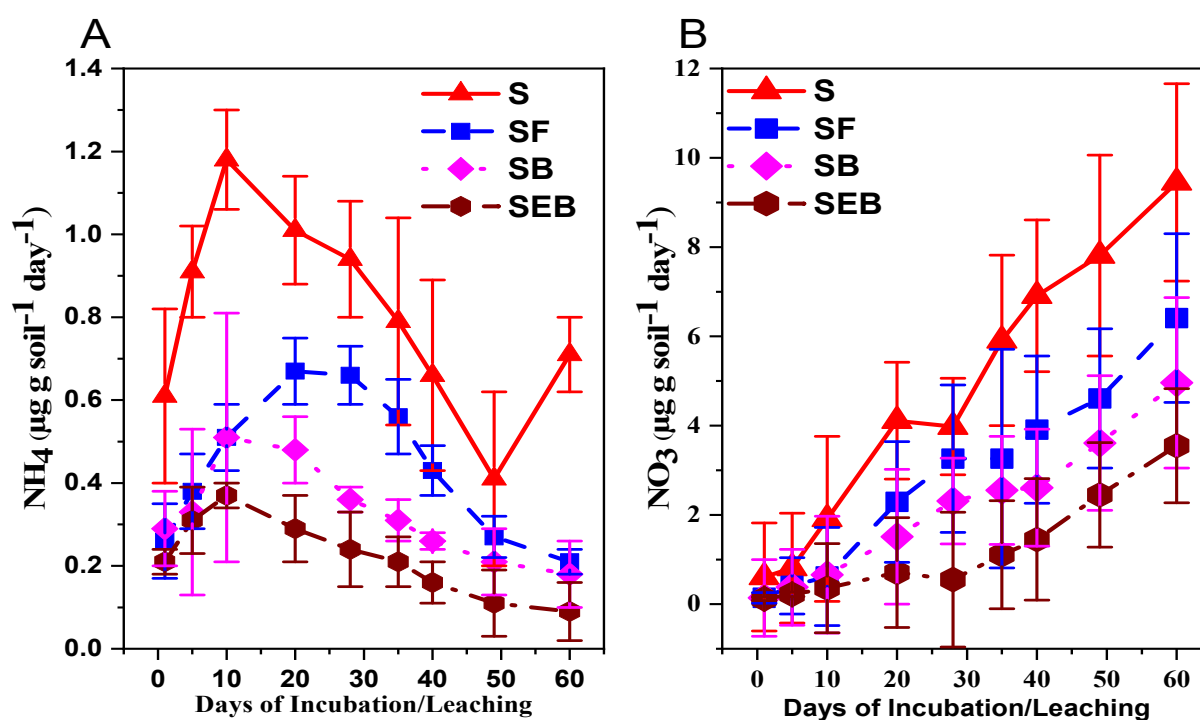 A
NH4 (µg g soil-1 day-1)
1.4
1.2
1.0
0.8
0.6
0.4
0.2
0.0
S
SF
SB
SEB
0 10 20 30 40 50 60
Days of Incubation/Leaching
B
NO3 (µg g soil-1 day-1)
12
10
8
6
4
2
0
S
SF
SB
SEB
0 10 20 30 40 50 60
Days of Incubation/Leaching